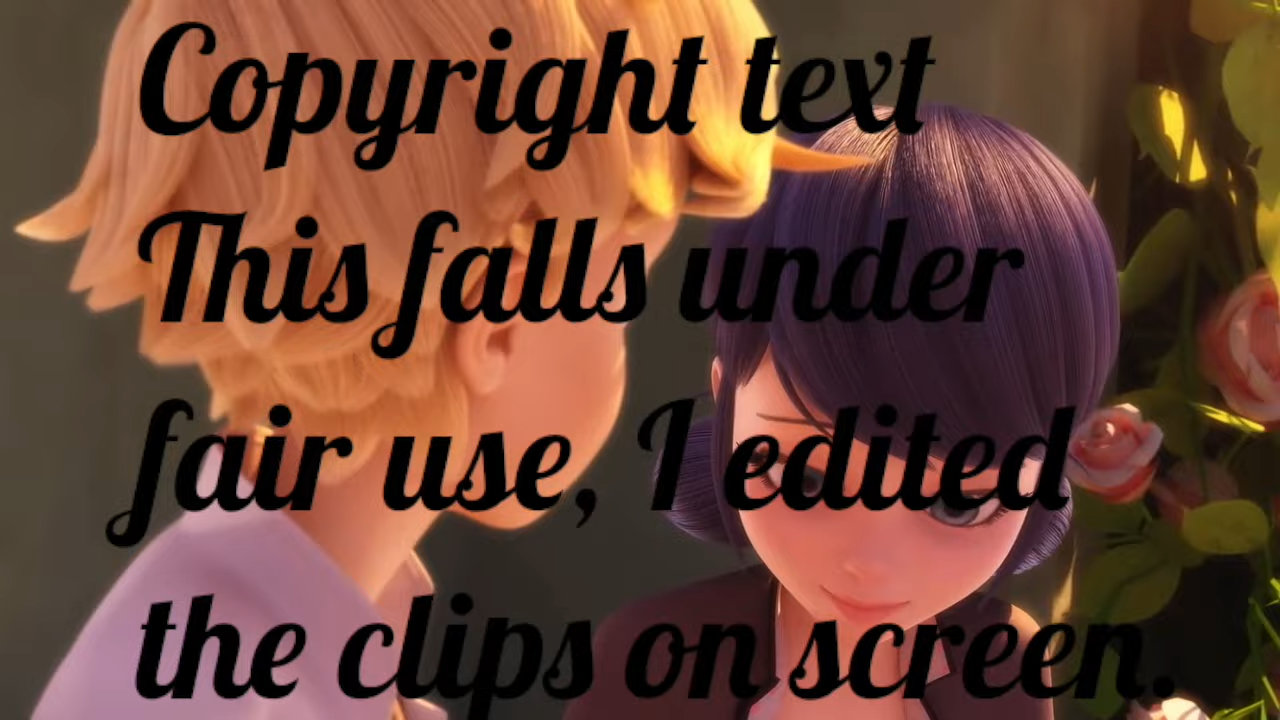 Copyright text
This falls under
fair use, I edited
the clips on screen.